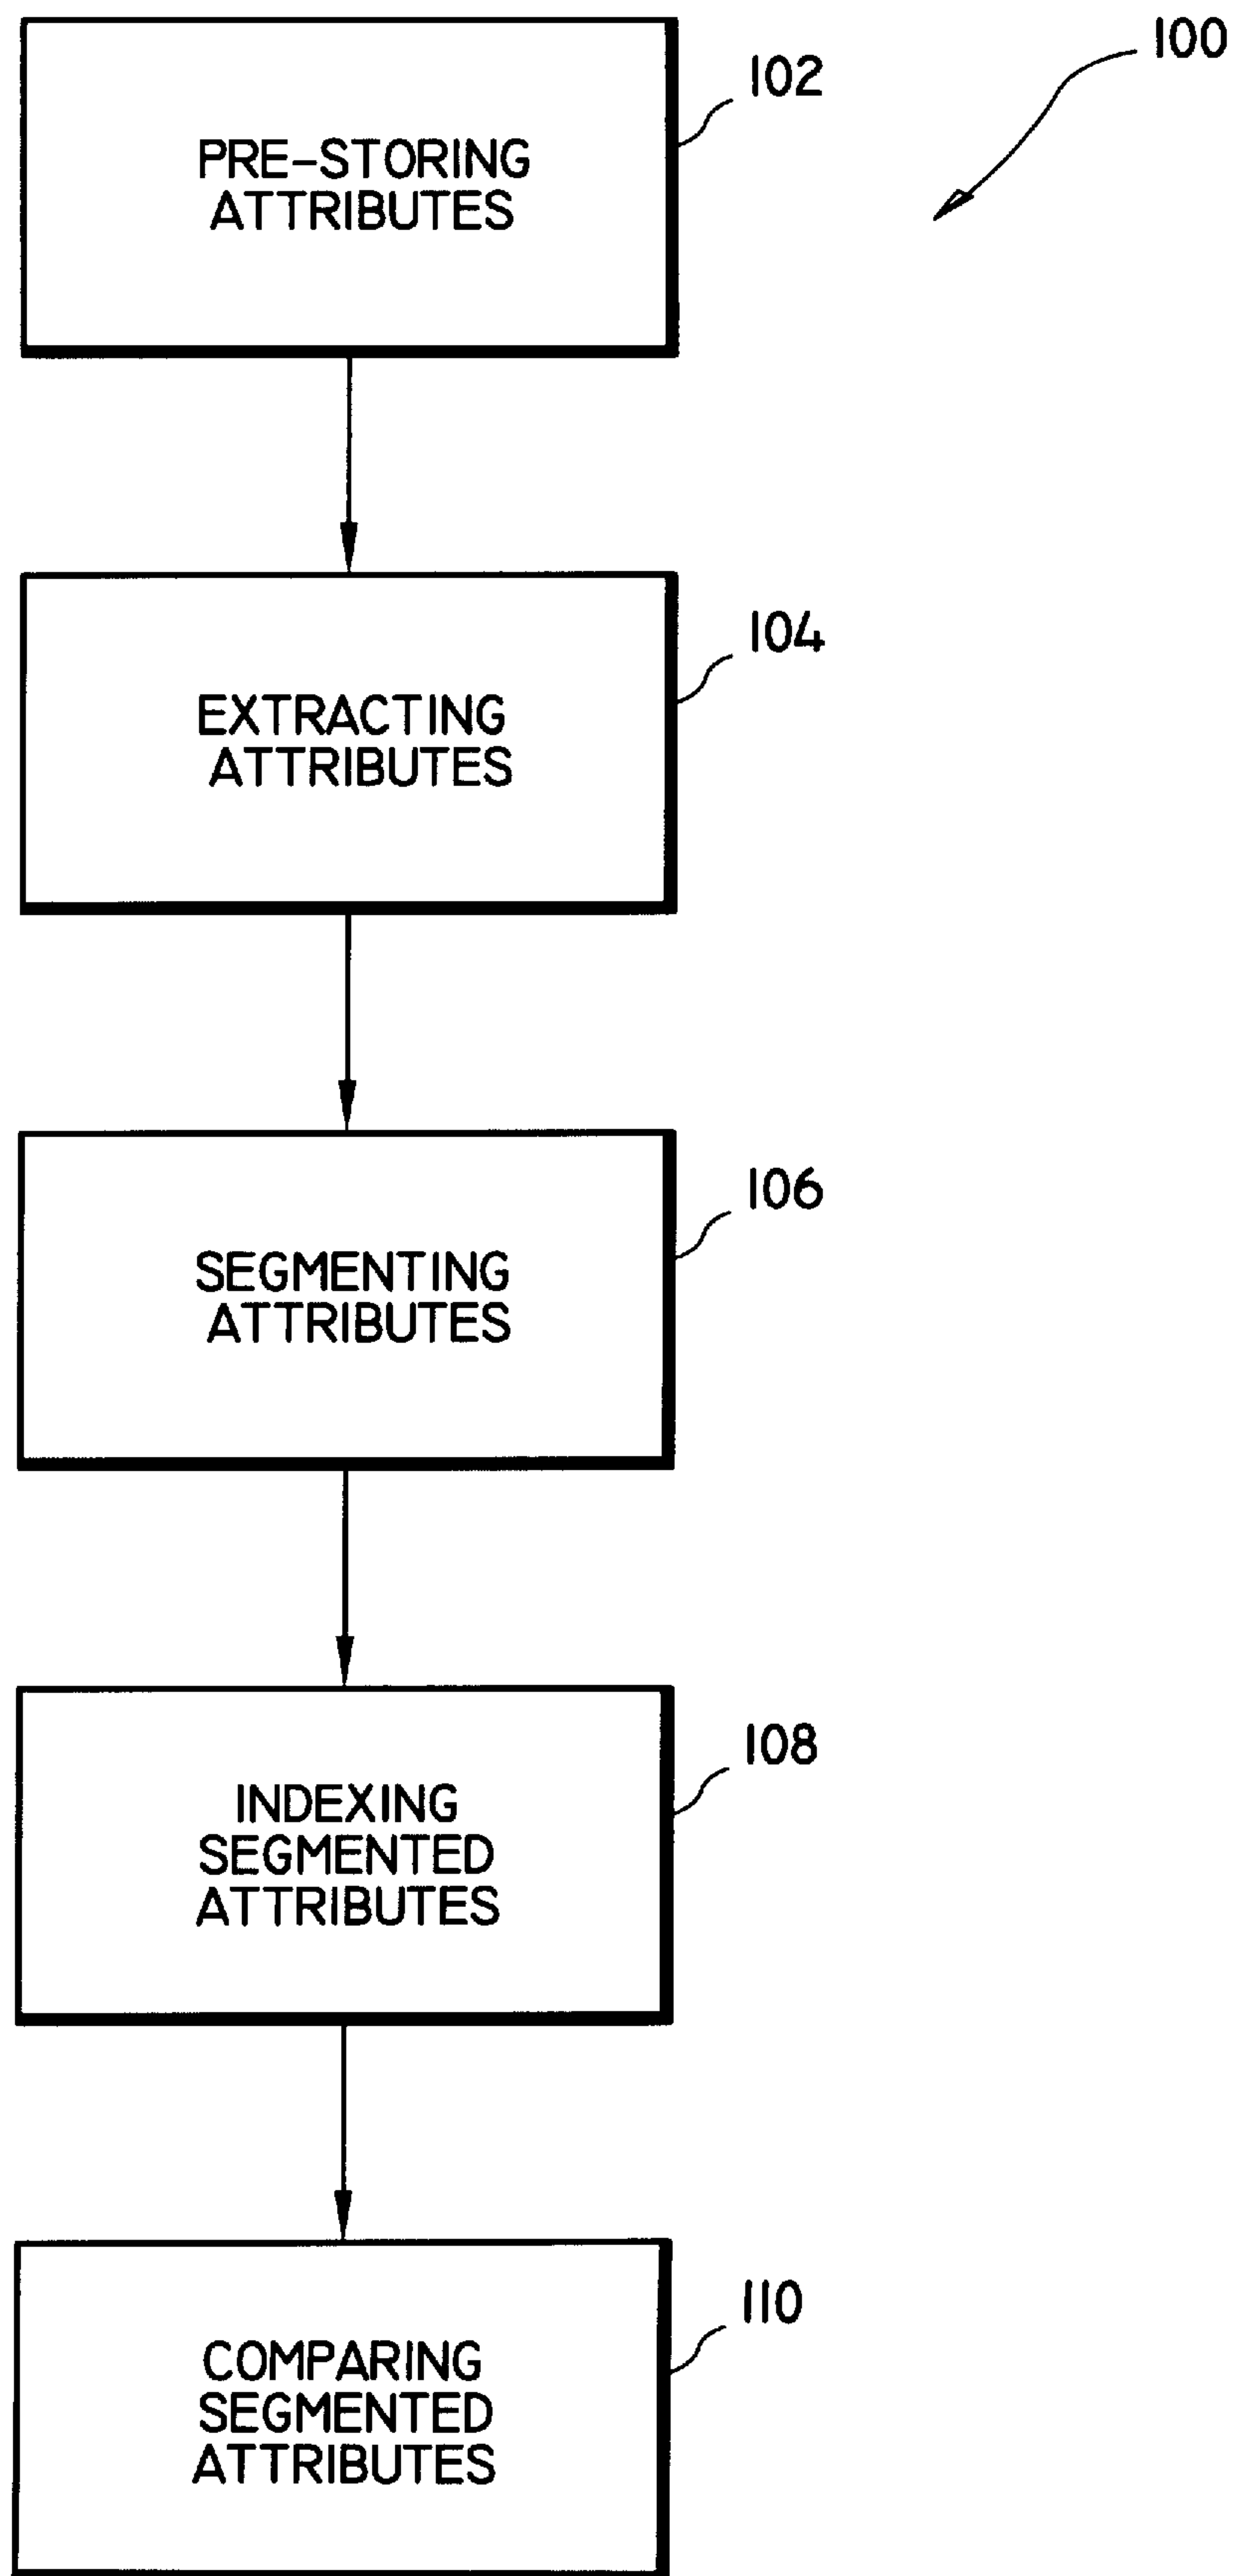 100
102
PRE-STORING
ATTRIBUTES
104
EXTRACTING
ATTRIBUTES
106
SEGMENTING
ATTRIBUTES
108
INDEXING
SEGMENTED
ATTRIBUTES
110
COMPARING
SEGMENTED
ATTRIBUTES